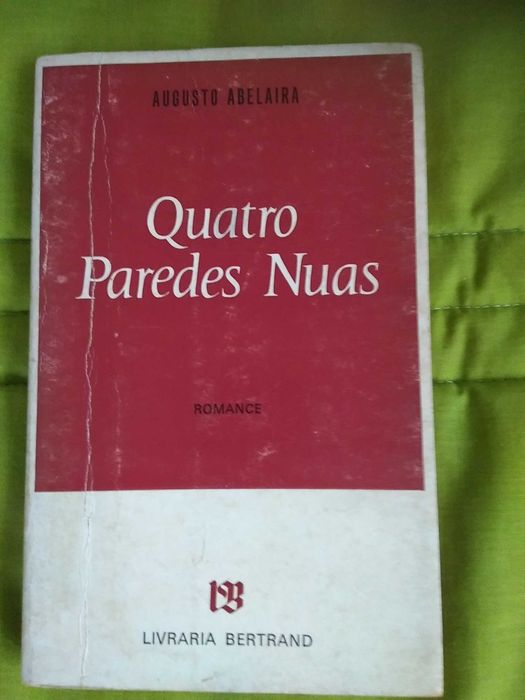 AUGUSTO ABELAIRA
Quatro
Paredes Nuas
ROMANCE
LB
LIVRARIA BERTRAND